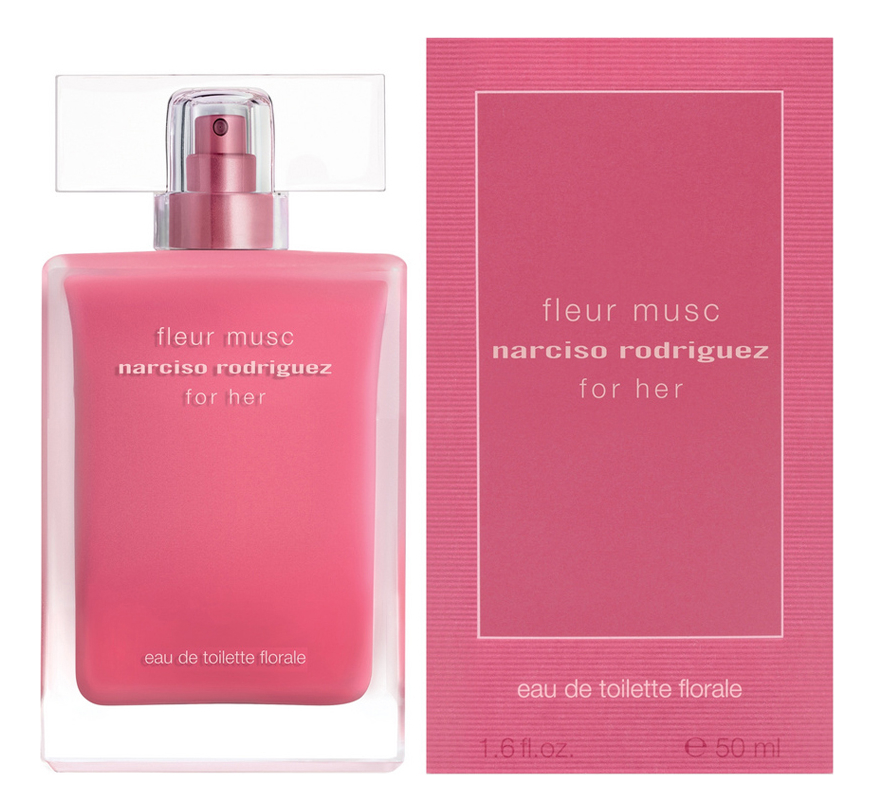 fleur musc
narciso rodriguez
for her
eau de toilette florale
fleur musc
narciso rodriguez
for her
eau de toilette florale
1.6 fl.oz. ℮ 50 ml